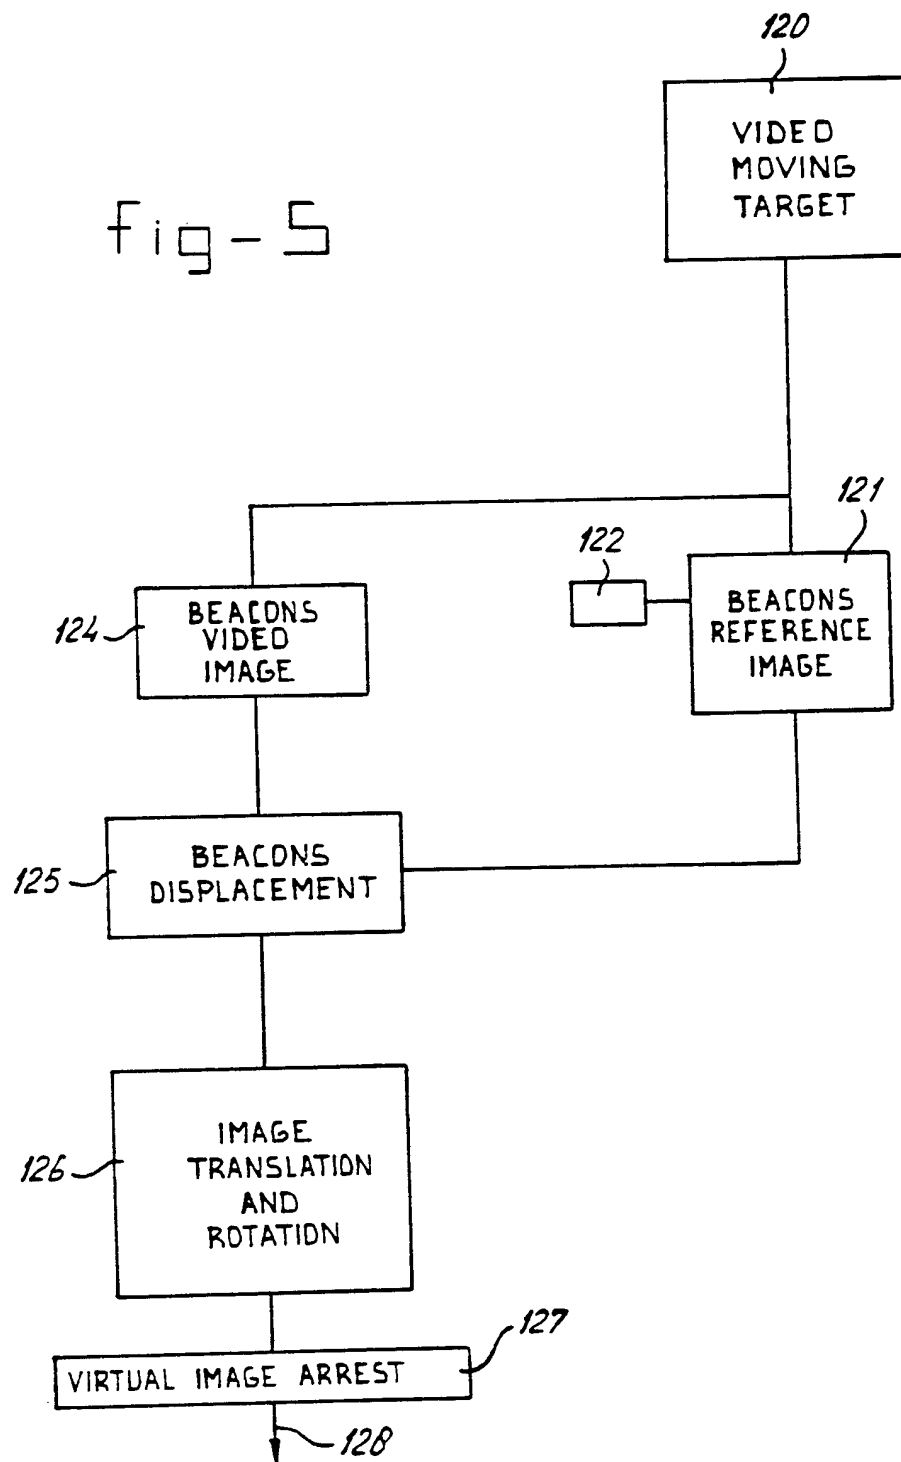 120
VIDEO
MOVING
TARGET
fig-5
121
122
BEACONS
REFERENCE
IMAGE
124
BEACONS
VIDEO
IMAGE
125
BEACONS
DISPLACEMENT
126
IMAGE
TRANSLATION
AND
ROTATION
127
VIRTUAL IMAGE ARREST
128